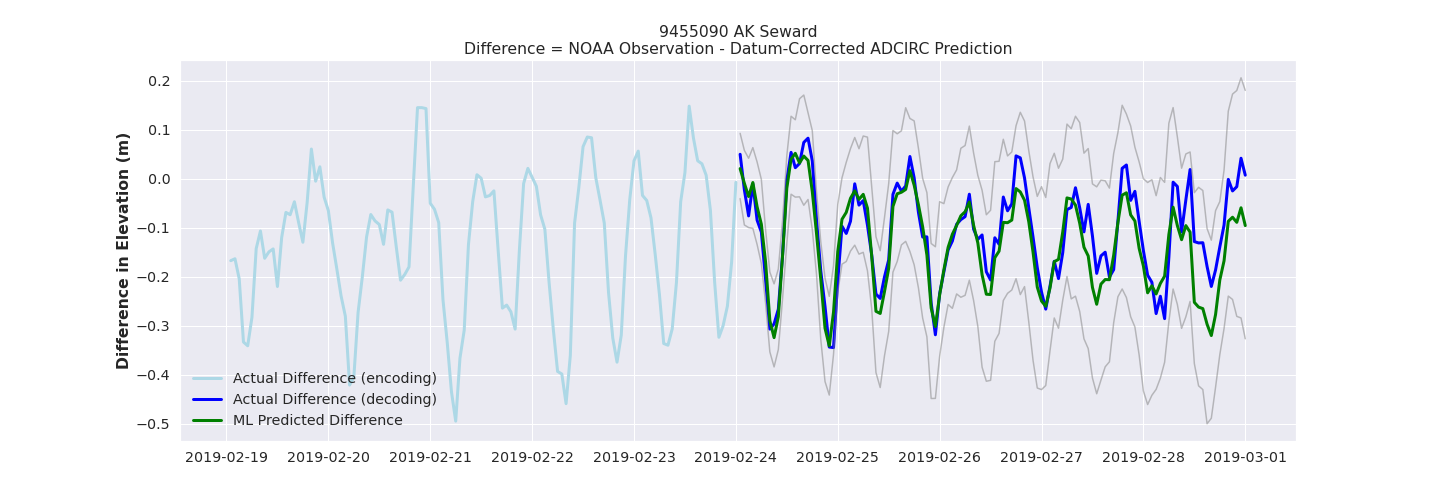 9455090 AK Seward
Difference = NOAA Observation - Datum-Corrected ADCIRC Prediction
Difference in Elevation (m)
0.2
0.1
0.0
−0.1
−0.2
−0.3
−0.4
−0.5
Actual Difference (encoding)
Actual Difference (decoding)
ML Predicted Difference
2019-02-19 2019-02-20 2019-02-21 2019-02-22 2019-02-23 2019-02-24 2019-02-25 2019-02-26 2019-02-27 2019-02-28 2019-03-01